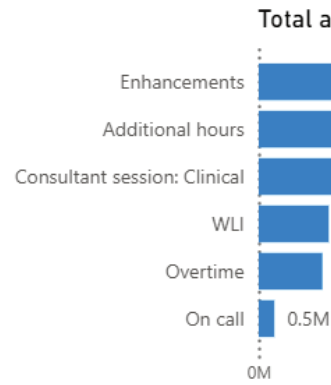 Total a
Enhancements
Additional hours
Consultant session: Clinical
WLI
Overtime
On call 0.5M
0M